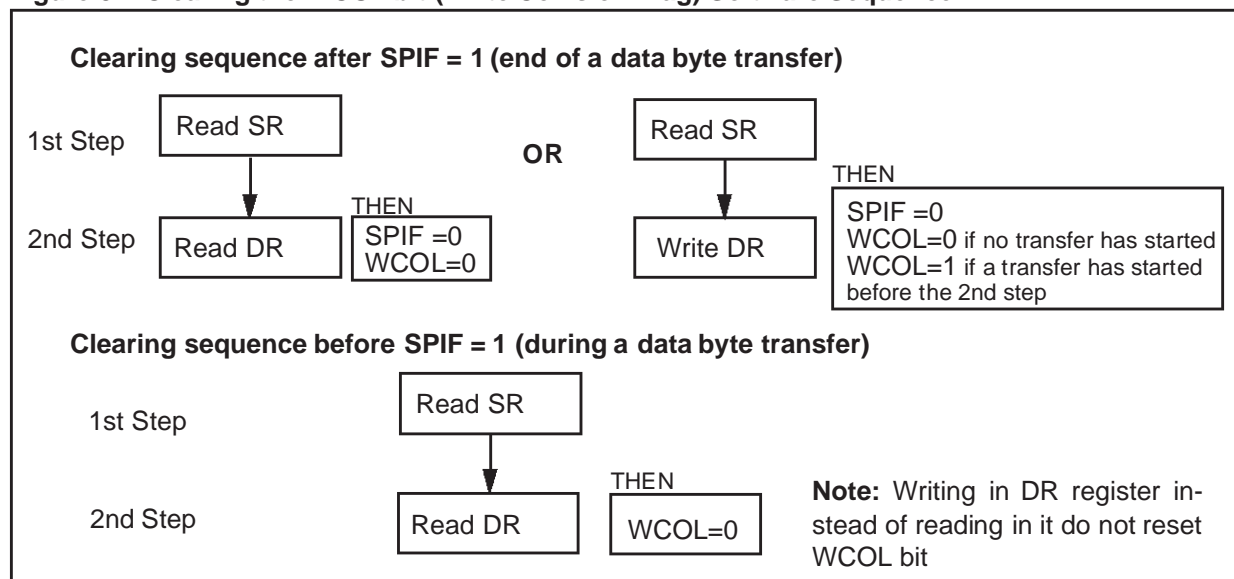 Clearing sequence after SPIF = 1 (end of a data byte transfer)
1st Step
Read SR
OR
Read SR
2nd Step
Read DR
THEN
SPIF =0
WCOL=0
Write DR
THEN
SPIF =0
WCOL=0 if no transfer has started
WCOL=1 if a transfer has started
before the 2nd step
Clearing sequence before SPIF = 1 (during a data byte transfer)
1st Step
Read SR
2nd Step
Read DR
THEN
WCOL=0
Note: Writing in DR register in-
stead of reading in it do not reset
WCOL bit